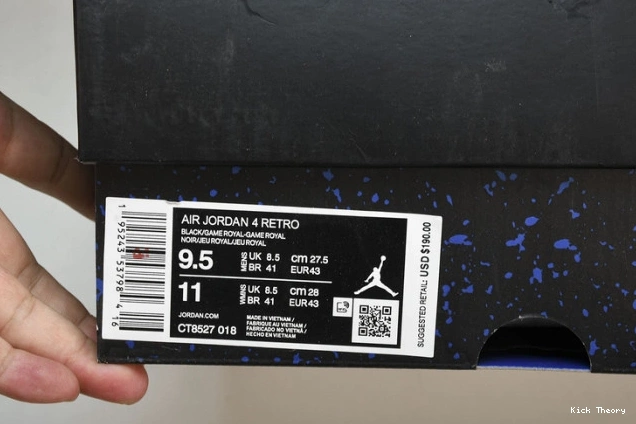 AIR JORDAN 4 RETRO
BLACK/GAME ROYAL-GAME ROYAL
NOIR/JEU ROYAL/JEU ROYAL
9.5 MENS UK 8.5 cm 27.5
BR 41 EUR43
11 WMNS UK 8.5 cm 28
BR 41 EUR43
JORDAN.COM
CT8527 018
MADE IN VIETNAM /
FABRIQUE AU VIETNAM /
FABRICADO NO VIETNÃ /
HECHO EN VIETNAM
1 95243 53798 4 16
SUGGESTED RETAIL: USD $190.00
Kick Theory